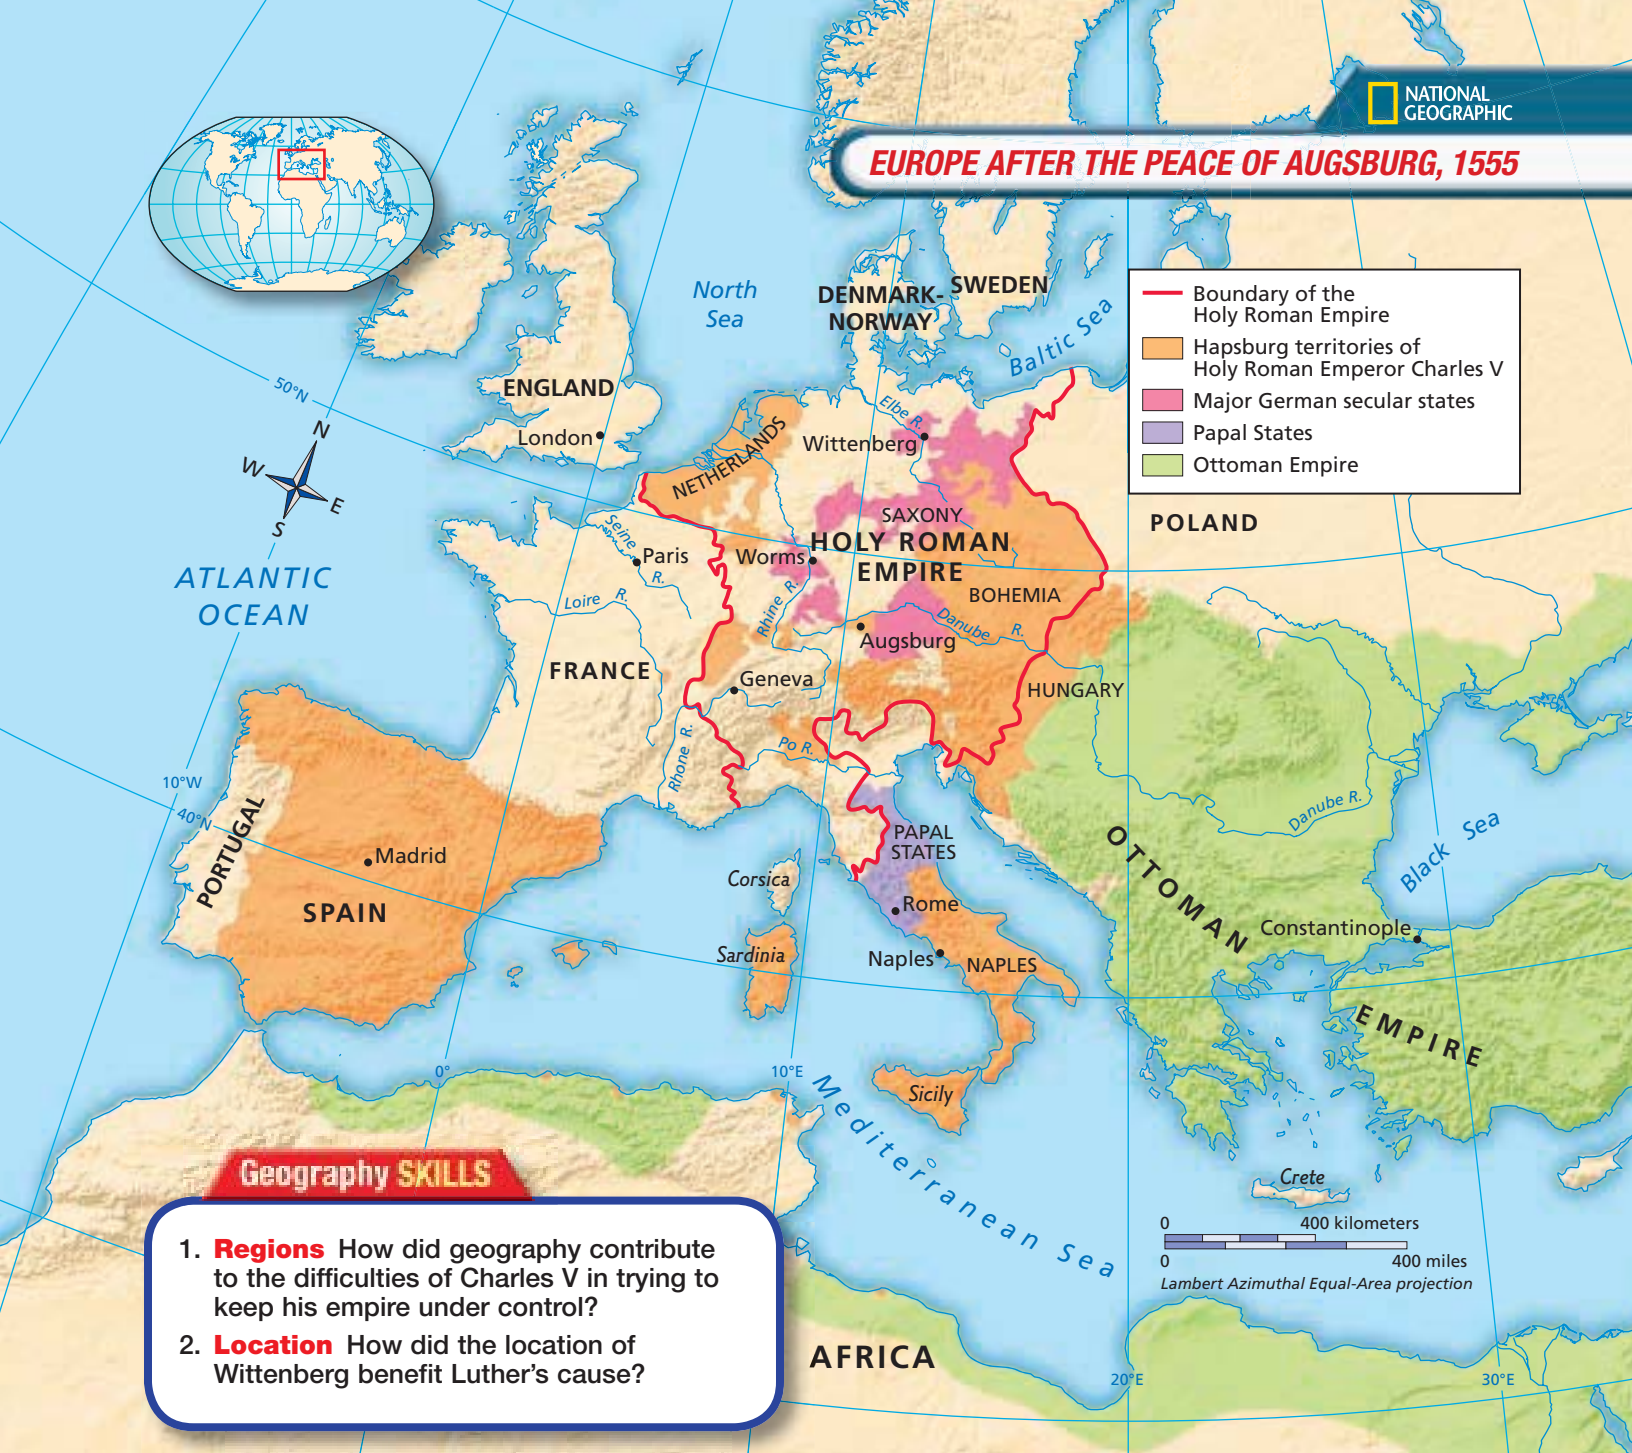 NATIONAL
GEOGRAPHIC
EUROPE AFTER THE PEACE OF AUGSBURG, 1555
Boundary of the
Holy Roman Empire
Hapsburg territories of
Holy Roman Emperor Charles V
Major German secular states
Papal States
Ottoman Empire
North
Sea
DENMARK-
NORWAY
SWEDEN
Baltic Sea
ENGLAND
London
50°N
N
W
E
S
NETHERLANDS
Elbe R.
Wittenberg
SAXONY
HOLY ROMAN
EMPIRE
POLAND
Seine
R.
Paris
Worms
BOHEMIA
ATLANTIC
OCEAN
Loire R.
Rhine R.
Danube R.
Augsburg
FRANCE
Geneva
HUNGARY
Rhone R.
Po R.
10°W
40°N
PORTUGAL
Madrid
SPAIN
PAPAL
STATES
Corsica
Rome
Sardinia
Naples
NAPLES
Danube R.
Black Sea
OTTOMAN
EMPIRE
Constantinople
0°
10°E
Mediterranean Sea
Sicily
Crete
0 400 kilometers
0 400 miles
Lambert Azimuthal Equal-Area projection
AFRICA
20°E
30°E
Geography SKILLS
1. Regions How did geography contribute
to the difficulties of Charles V in trying to
keep his empire under control?
2. Location How did the location of
Wittenberg benefit Luther's cause?